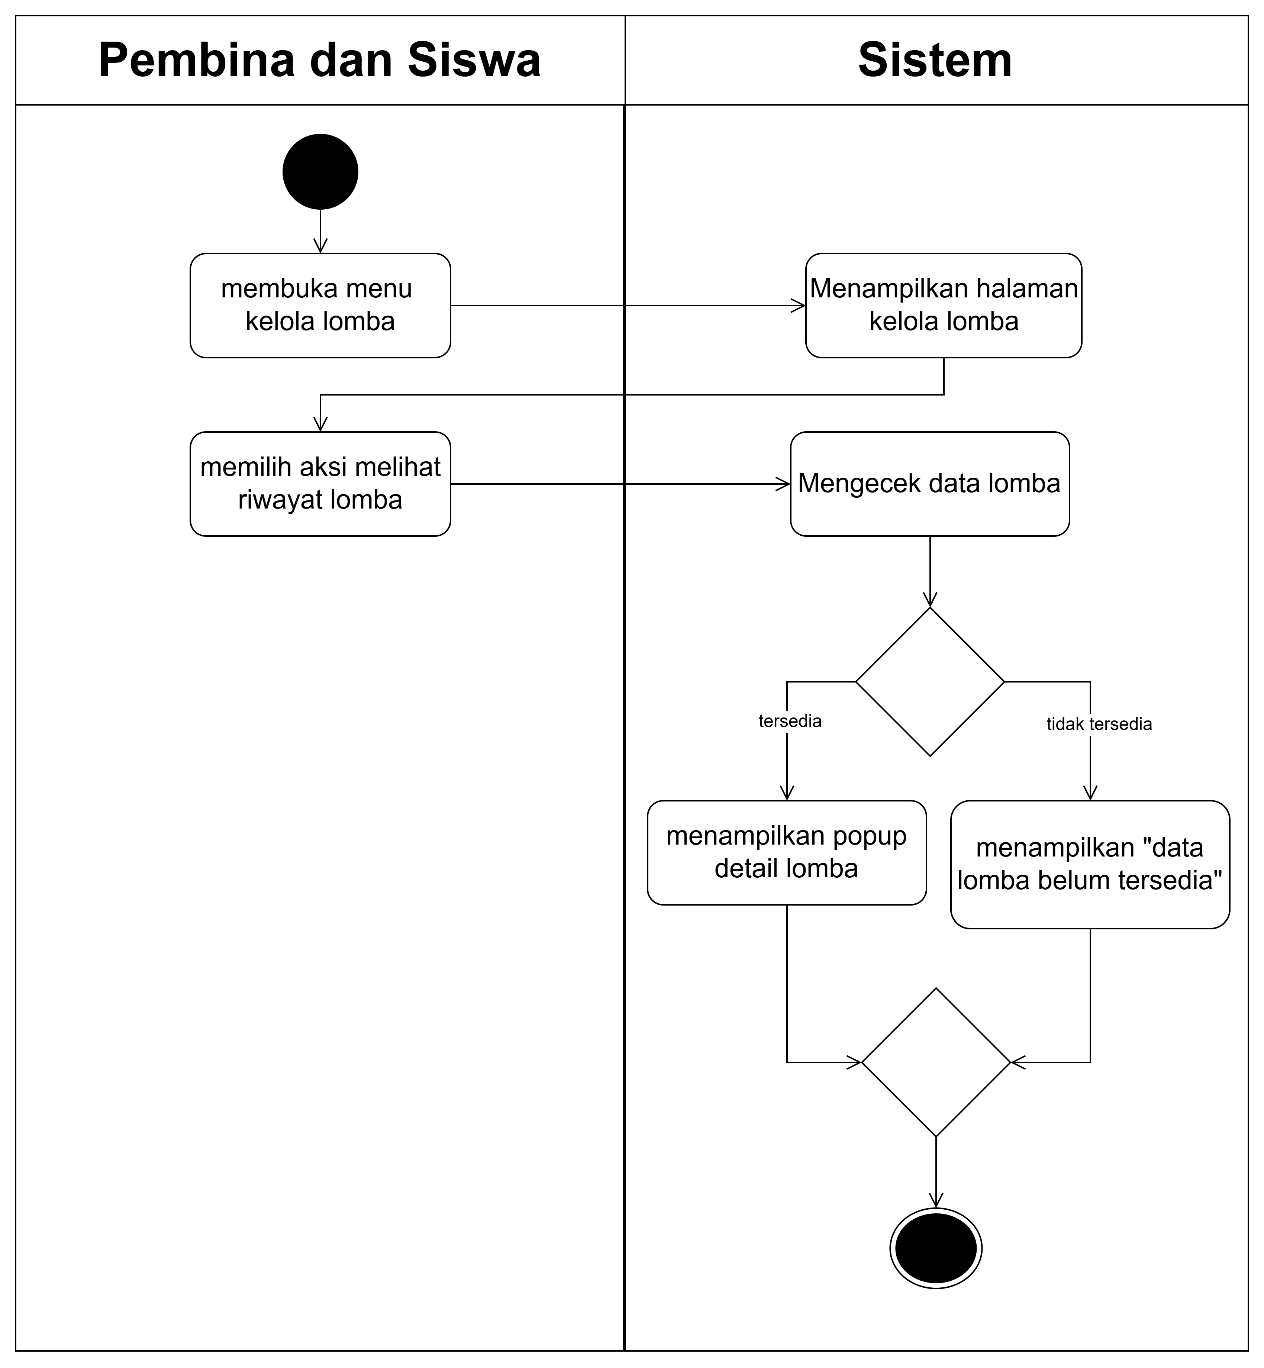 Pembina dan Siswa
Sistem
membuka menu
kelola lomba
Menampilkan halaman
kelola lomba
memilih aksi melihat
riwayat lomba
Mengecek data lomba
tersedia
tidak tersedia
menampilkan popup
detail lomba
menampilkan "data
lomba belum tersedia"